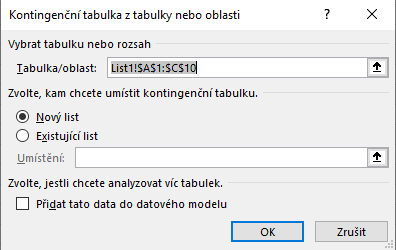 Kontingenční tabulka z tabulky nebo oblasti
Vybrat tabulku nebo rozsah
Tabulka/oblast: List1!$A$1:$C$10
Zvolte, kam chcete umístit kontingenční tabulku.
Nový list
Existující list
Umístění:
Zvolte, jestli chcete analyzovat víc tabulek.
Přidat tato data do datového modelu
OK Zrušit